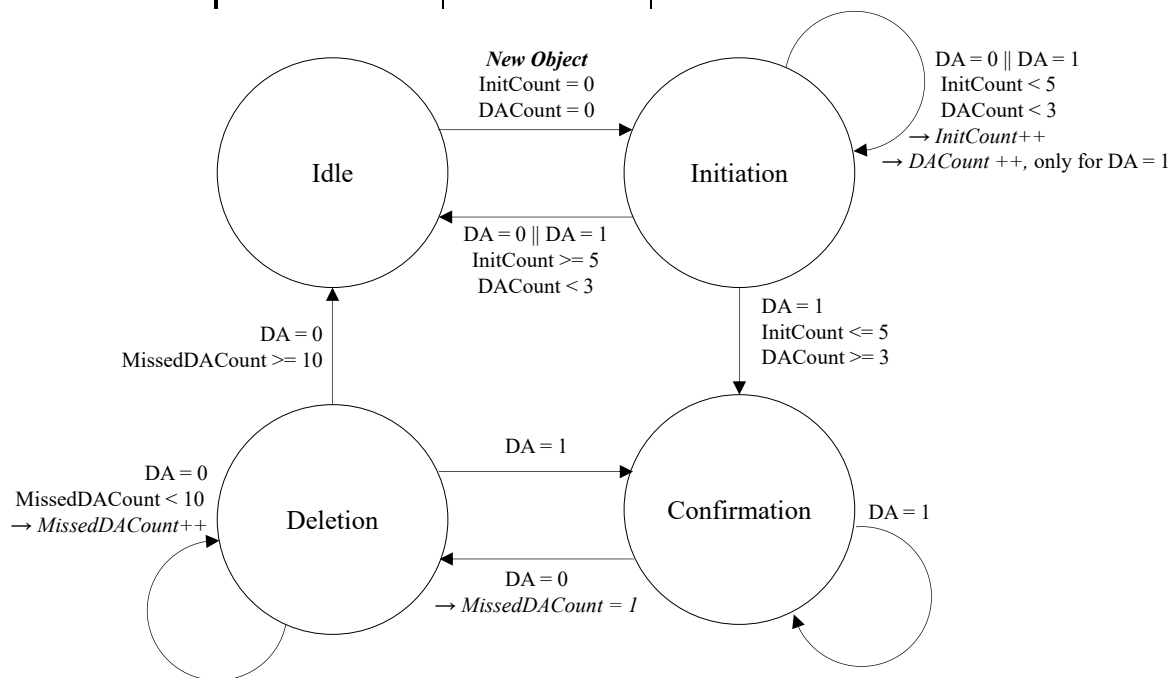 New Object
InitCount = 0
DACount = 0
DA = 0 || DA = 1
InitCount < 5
DACount < 3
→ InitCount++
→ DACount ++, only for DA = 1
Idle
Initiation
DA = 0 || DA = 1
InitCount >= 5
DACount < 3
DA = 1
InitCount <= 5
DACount >= 3
DA = 0
MissedDACount >= 10
DA = 1
DA = 0
MissedDACount < 10
→ MissedDACount++
Deletion
Confirmation
DA = 1
DA = 0
→ MissedDACount = 1